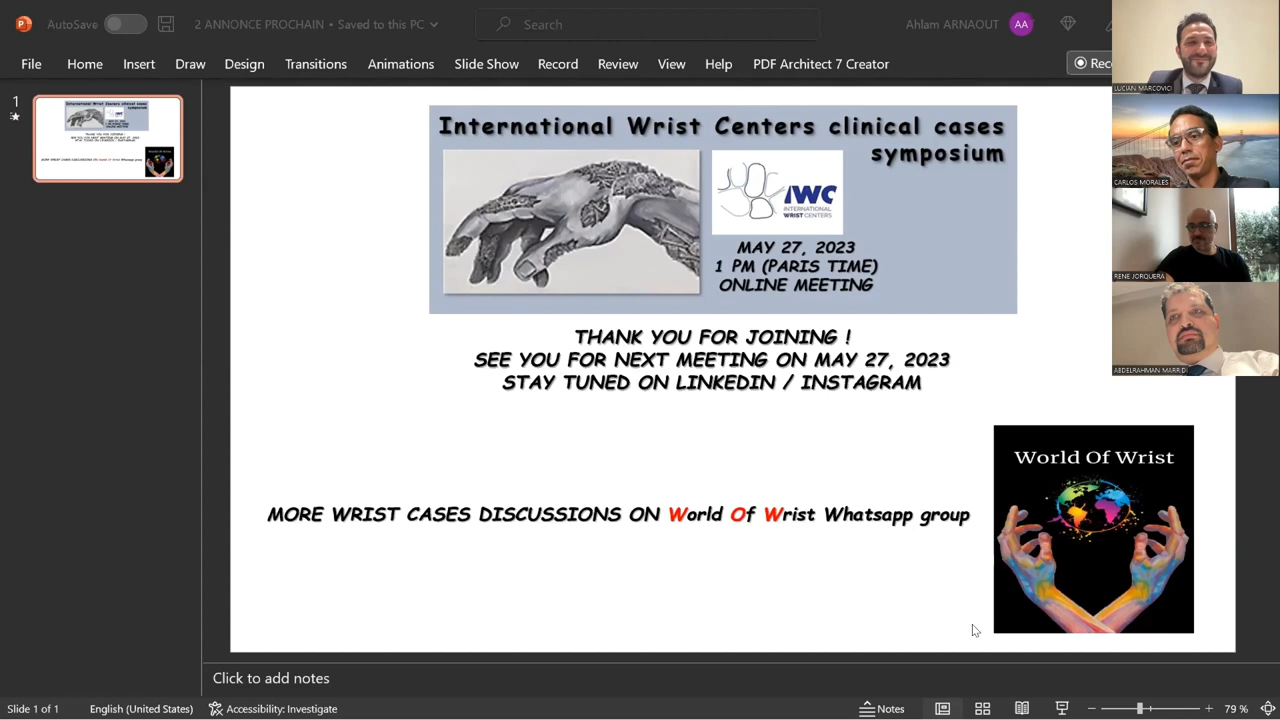 AutoSave
2 ANNONCE PROCHAIN • Saved to this PC
Search
Ahlam ARNAOUT
AA
File
Home
Insert
Draw
Design
Transitions
Animations
Slide Show
Record
Review
View
Help
PDF Architect 7 Creator
LUCIAN MARCOVICI
CARLOS MORALES
RENE JORQUERA
ABDELRAHMAN MARRIDI
1
International Wrist Centers clinical cases
symposium
IWC
INTERNATIONAL
WRIST CENTERS
MAY 27, 2023
1 PM (PARIS TIME)
ONLINE MEETING
THANK YOU FOR JOINING !
SEE YOU FOR NEXT MEETING ON MAY 27, 2023
STAY TUNED ON LINKEDIN / INSTAGRAM
MORE WRIST CASES DISCUSSIONS ON World Of Wrist Whatsapp group
World Of Wrist
Click to add notes
Slide 1 of 1
English (United States)
Accessibility: Investigate
Notes
79 %